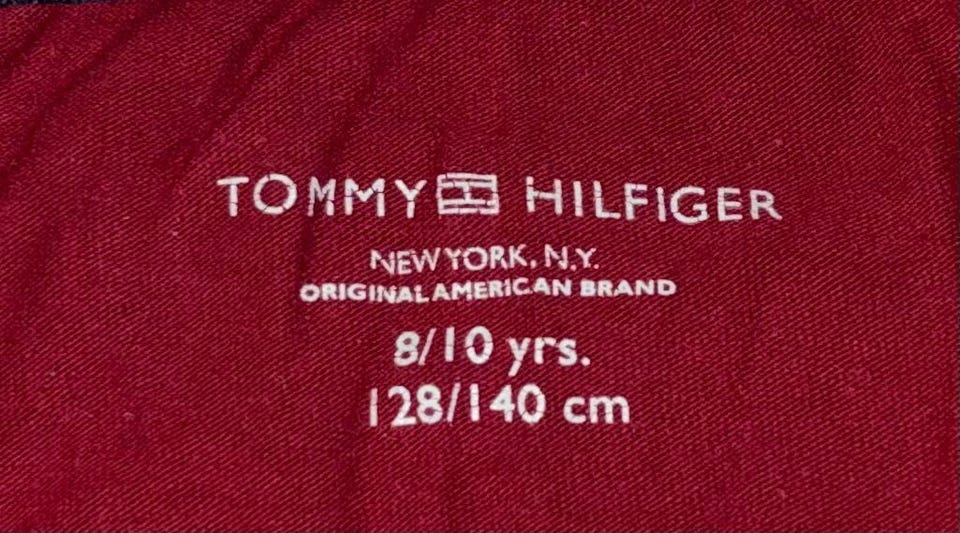 TOMMY HILFIGER
NEW YORK, N.Y.
ORIGINAL AMERICAN BRAND
8/10 yrs.
128/140 cm